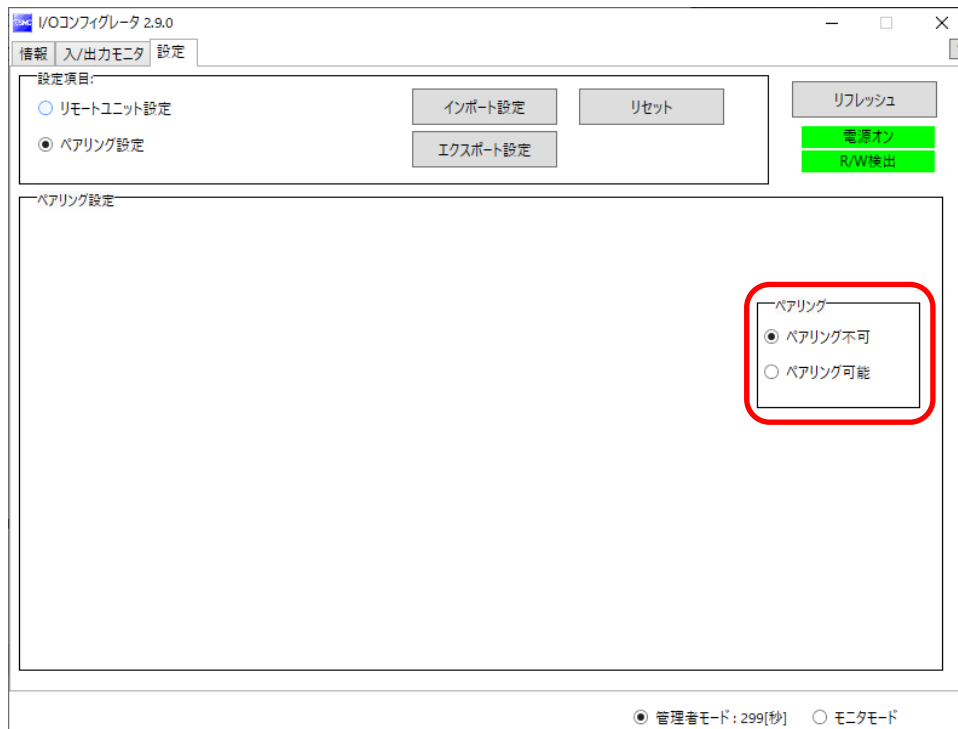 SMC I/Oコンフィグレータ 2.9.0
情報 入/出力モニタ 設定
設定項目:
リモートユニット設定 インポート設定 リセット リフレッシュ
ペアリング設定 エクスポート設定 電源オン
R/W検出
ペアリング設定
ペアリング
ペアリング不可
ペアリング可能
管理者モード : 299[秒] モニタモード